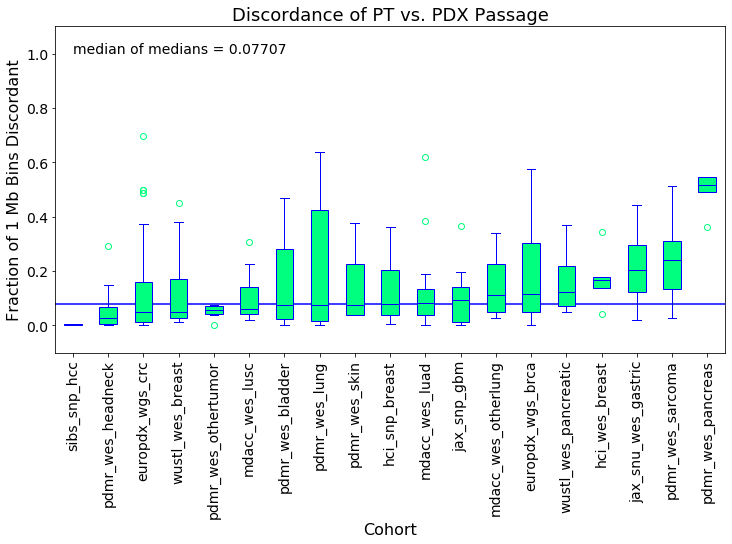 Discordance of PT vs. PDX Passage
median of medians = 0.07707
Fraction of 1 Mb Bins Discordant
1.0
0.8
0.6
0.4
0.2
0.0
sibs_snp_hcc
pdmr_wes_headneck
europdx_wgs_crc
wustl_wes_breast
pdmr_wes_othertumor
mdacc_wes_lusc
pdmr_wes_bladder
pdmr_wes_lung
pdmr_wes_skin
hci_snp_breast
mdacc_wes_luad
jax_snp_gbm
mdacc_wes_otherlung
europdx_wgs_brca
wustl_wes_pancreatic
hci_wes_breast
jax_snu_wes_gastric
pdmr_wes_sarcoma
pdmr_wes_pancreas
Cohort